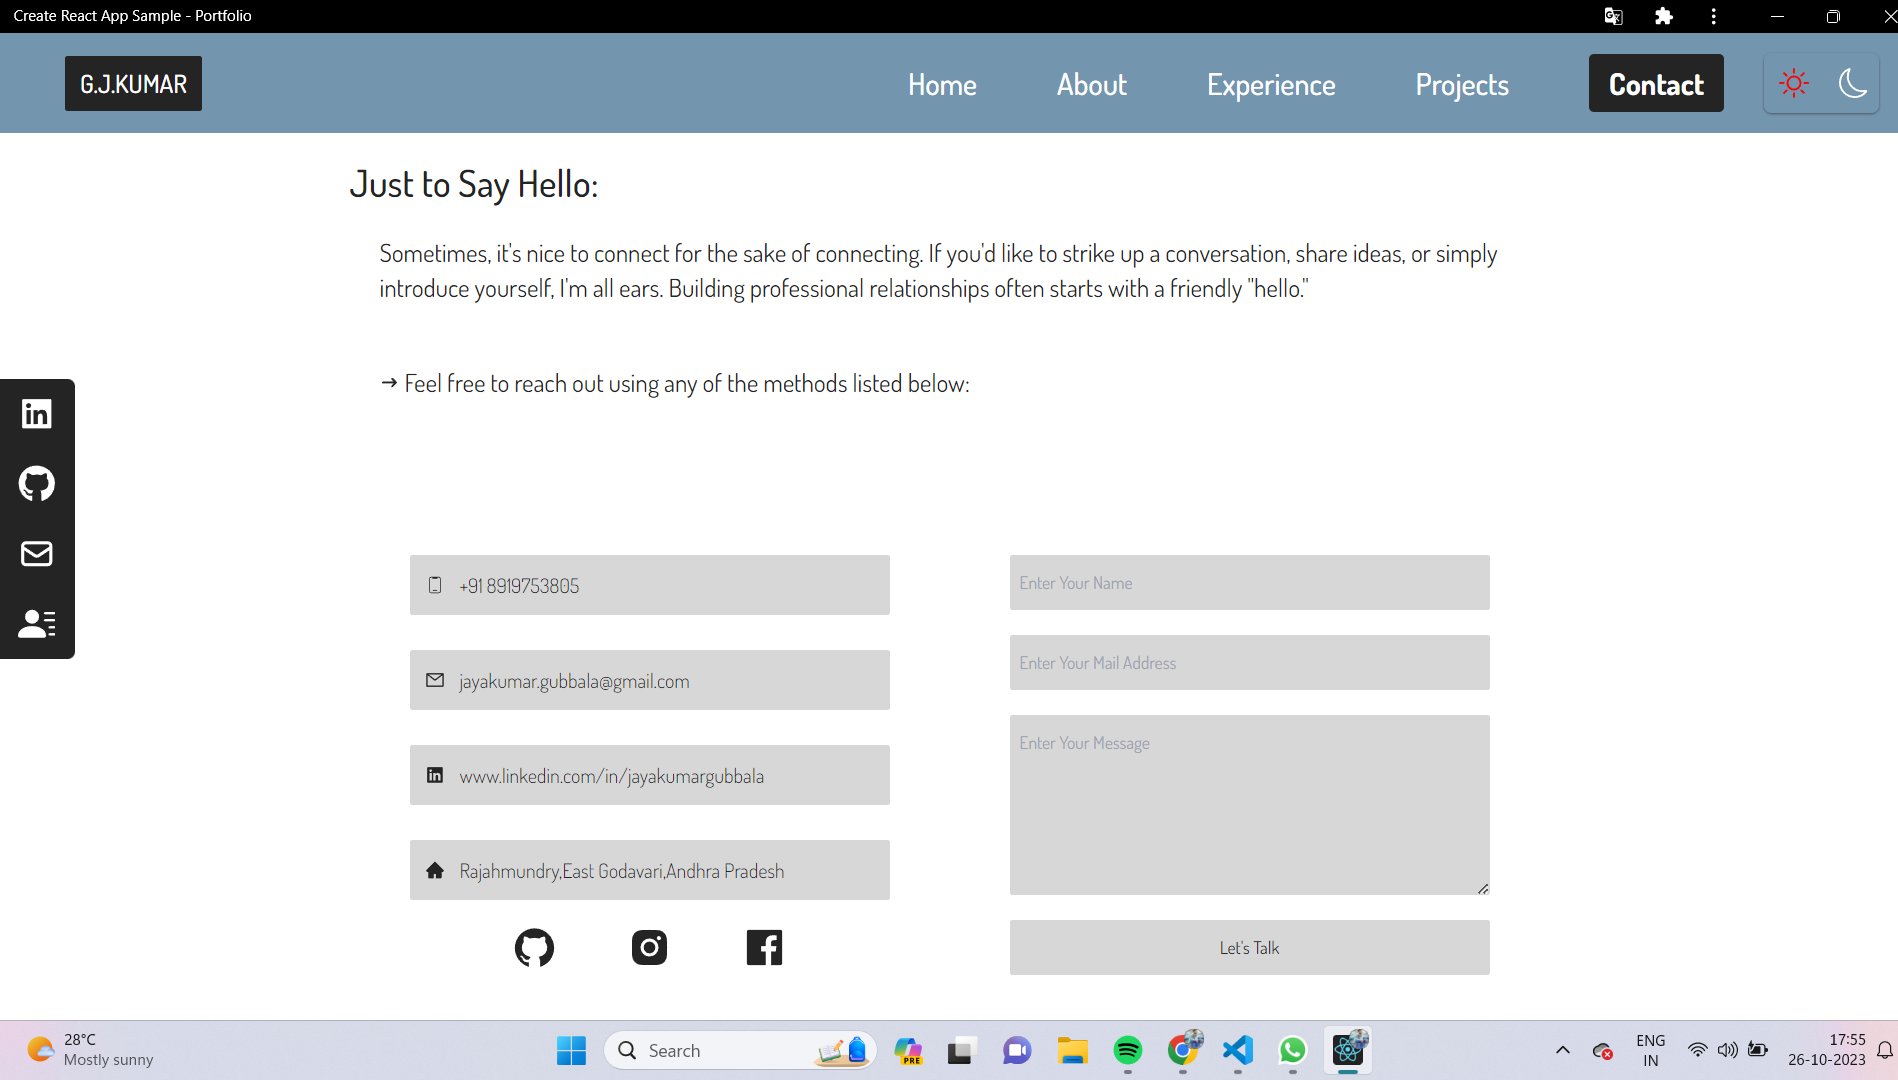 Create React App Sample - Portfolio
G.J.KUMAR
Home
About
Experience
Projects
Contact
Just to Say Hello:
Sometimes, it's nice to connect for the sake of connecting. If you'd like to strike up a conversation, share ideas, or simply
introduce yourself, I'm all ears. Building professional relationships often starts with a friendly "hello."
→ Feel free to reach out using any of the methods listed below:
+91 8919753805
jayakumar.gubbala@gmail.com
www.linkedin.com/in/jayakumargubbala
Rajahmundry,East Godavari,Andhra Pradesh
Enter Your Name
Enter Your Mail Address
Enter Your Message
Let's Talk
28°C
Mostly sunny
Search
PRE
ENG
IN
17:55
26-10-2023